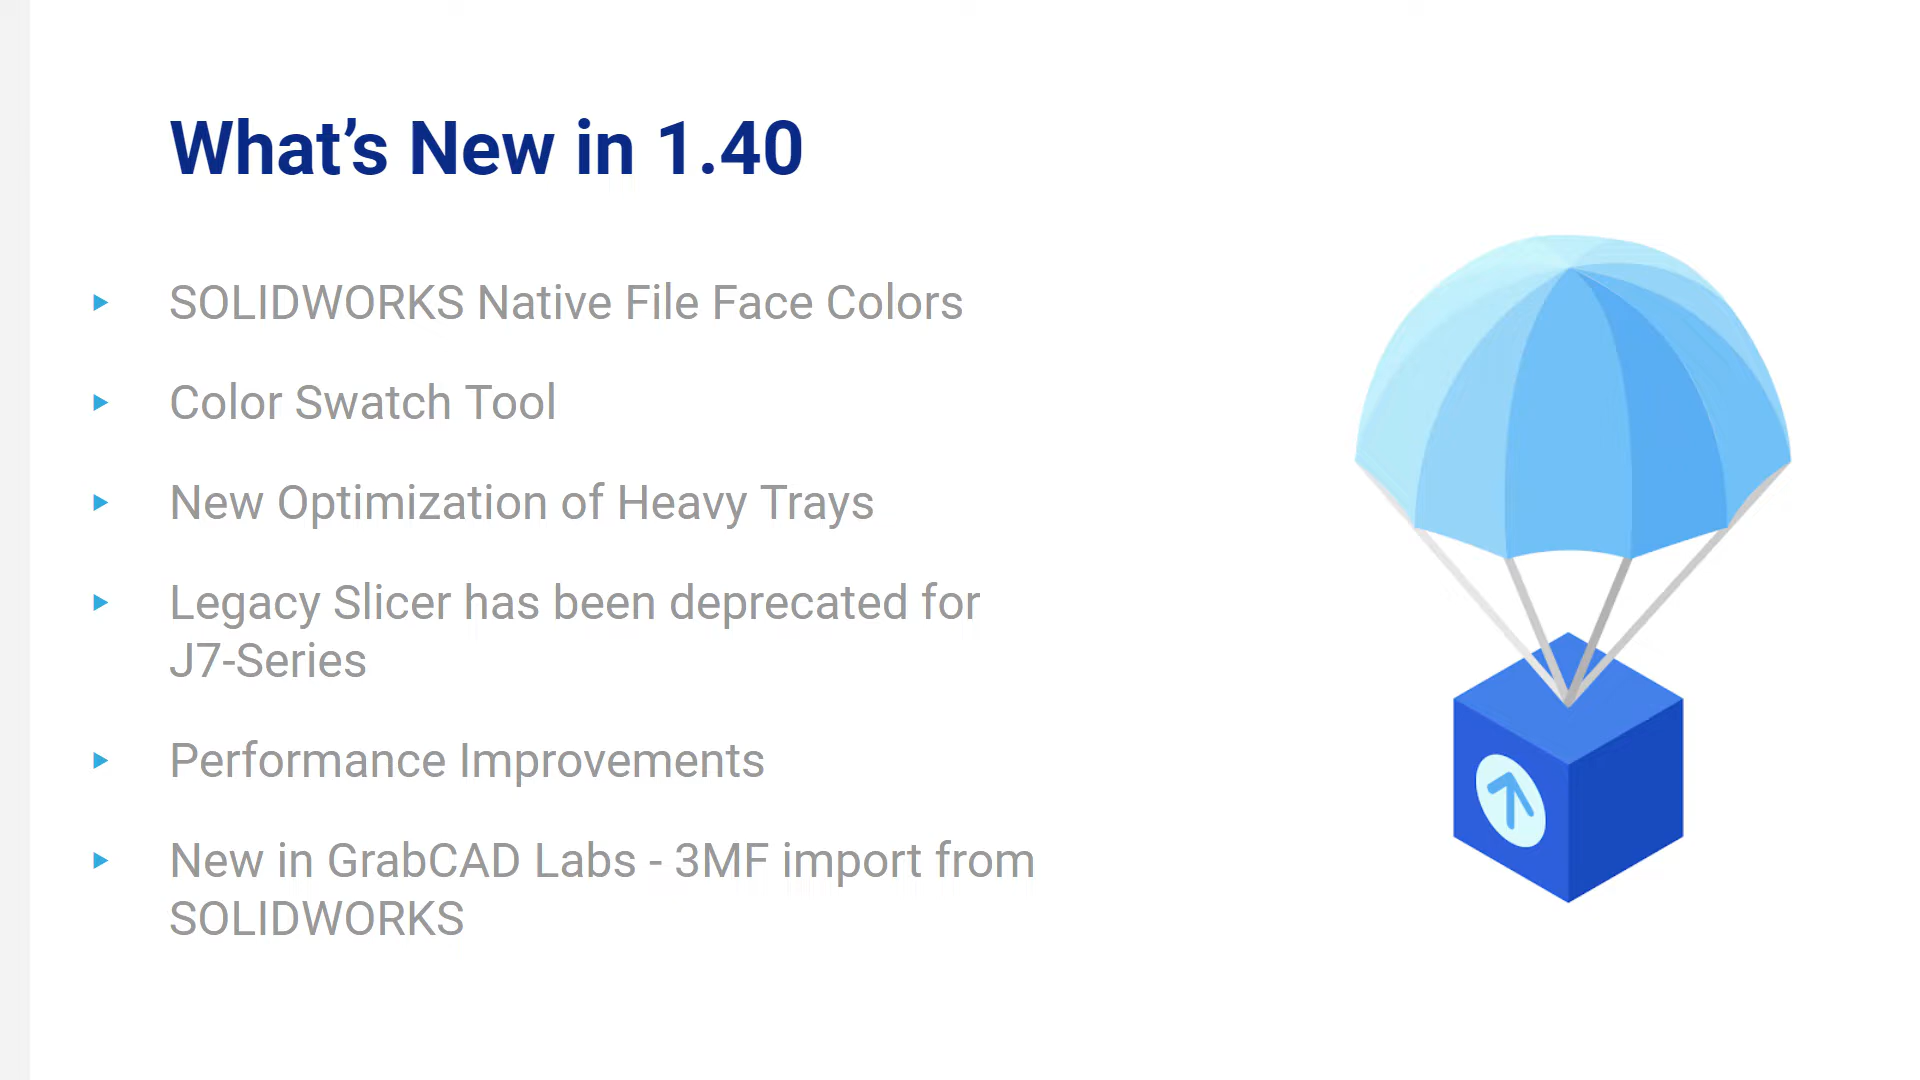 What’s New in 1.40
SOLIDWORKS Native File Face Colors
Color Swatch Tool
New Optimization of Heavy Trays
Legacy Slicer has been deprecated for
J7-Series
Performance Improvements
New in GrabCAD Labs - 3MF import from
SOLIDWORKS